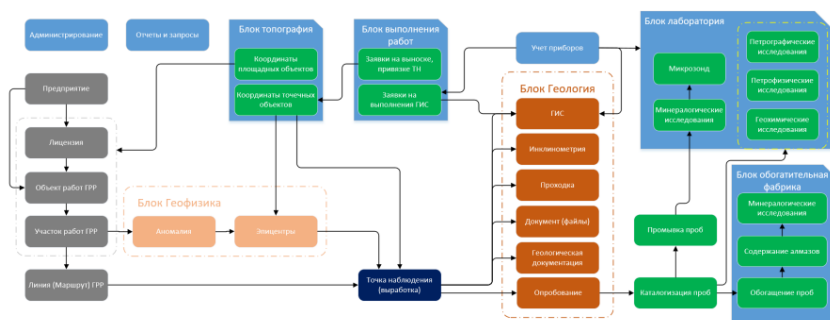 Администрирование
Отчеты и запросы
Блок топография
Координаты
площадных объектов
Координаты точечных
объектов
Блок выполнения
работ
Заявки на выноске,
привязке ТН
Заявки на
выполнения ГИС
Учет приборов
Блок лаборатория
Микрозонд
Минералогические
исследования
Петрографические
исследования
Петрофизические
исследования
Геохимические
исследования
Предприятие
Лицензия
Объект работ ГРР
Участок работ ГРР
Линия (Маршрут) ГРР
Блок Геофизика
Аномалия
Эпицентры
Точка наблюдения
(выработка)
Блок Геология
ГИС
Инклинометрия
Проходка
Документ (файлы)
Геологическая
документация
Опробование
Промывка проб
Каталогизация проб
Блок обогатительная
фабрика
Минералогические
исследования
Содержание алмазов
Обогащение проб